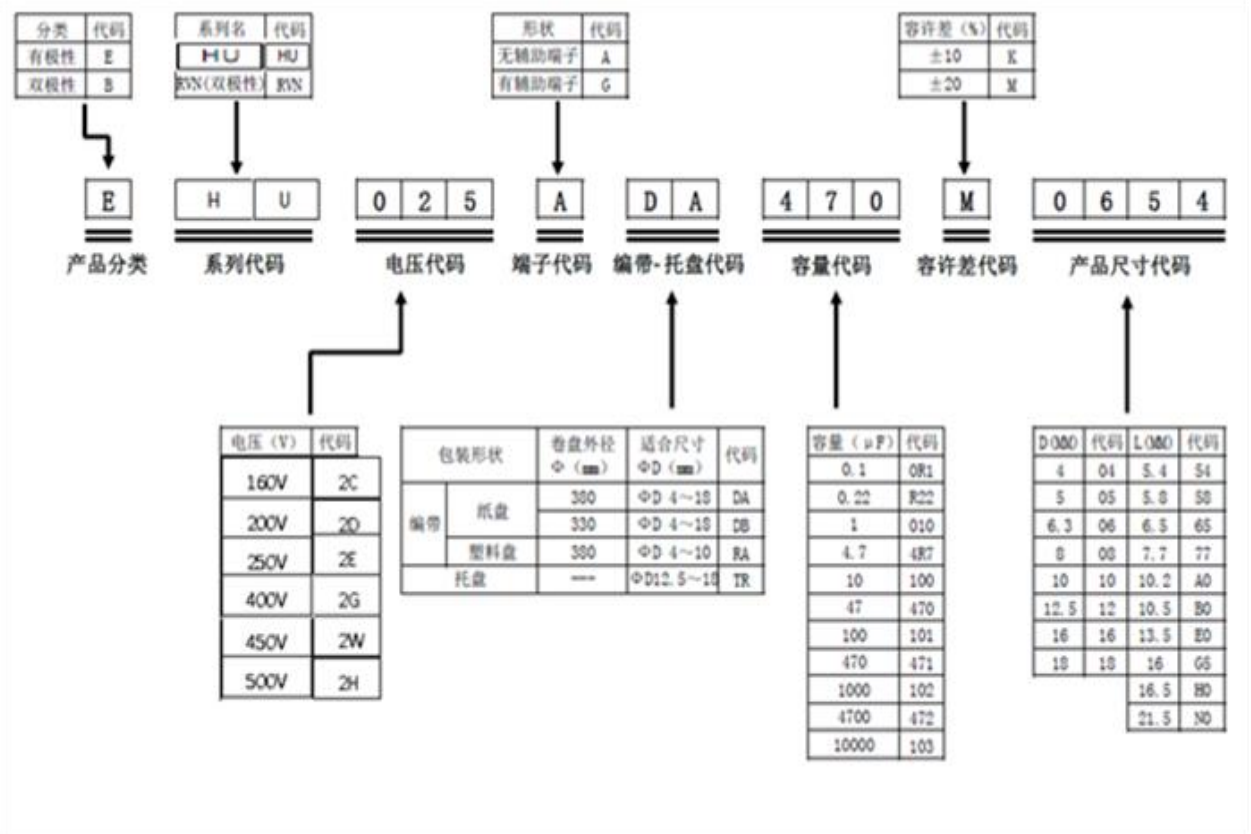 分类 代码
有极性 E
双极性 B
系列名 代码
HU HU
RVN(双极性) RVN
形状 代码
无辅助端子 A
有辅助端子 G
容许差 (%) 代码
±10 K
±20 M
E H U 0 2 5 A D A 4 7 0 M 0 6 5 4
产品分类 系列代码 电压代码 端子代码 编带-托盘代码 容量代码 容许差代码 产品尺寸代码
电压 (V) 代码
160V 2C
200V 2D
250V 2E
400V 2G
450V 2W
500V 2H
包装形状 卷盘外径 Φ (mm) 适合尺寸 ΦD (mm) 代码
编带 纸盘 380 ΦD 4~18 DA
330 ΦD 4~18 DB
塑料盘 380 ΦD 4~10 RA
托盘 --- ΦD12.5~18 TR
容量 (μF) 代码
0.1 0R1
0.22 R22
1 010
4.7 4R7
10 100
47 470
100 101
470 471
1000 102
4700 472
10000 103
D(MM) 代码 L(MM) 代码
4 04 5.4 54
5 05 5.8 58
6.3 06 6.5 65
8 08 7.7 77
10 10 10.2 A0
12.5 12 10.5 B0
16 16 13.5 E0
18 18 16 G5
16.5 H0
21.5 N0